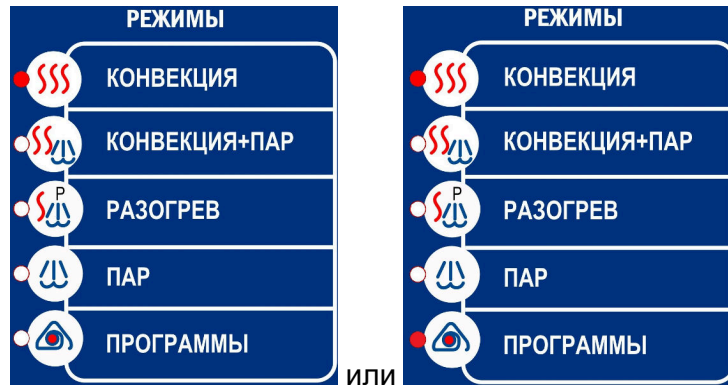 РЕЖИМЫ
КОНВЕКЦИЯ
КОНВЕКЦИЯ+ПАР
P
РАЗОГРЕВ
ПАР
ПРОГРАММЫ
или
РЕЖИМЫ
КОНВЕКЦИЯ
КОНВЕКЦИЯ+ПАР
P
РАЗОГРЕВ
ПАР
ПРОГРАММЫ